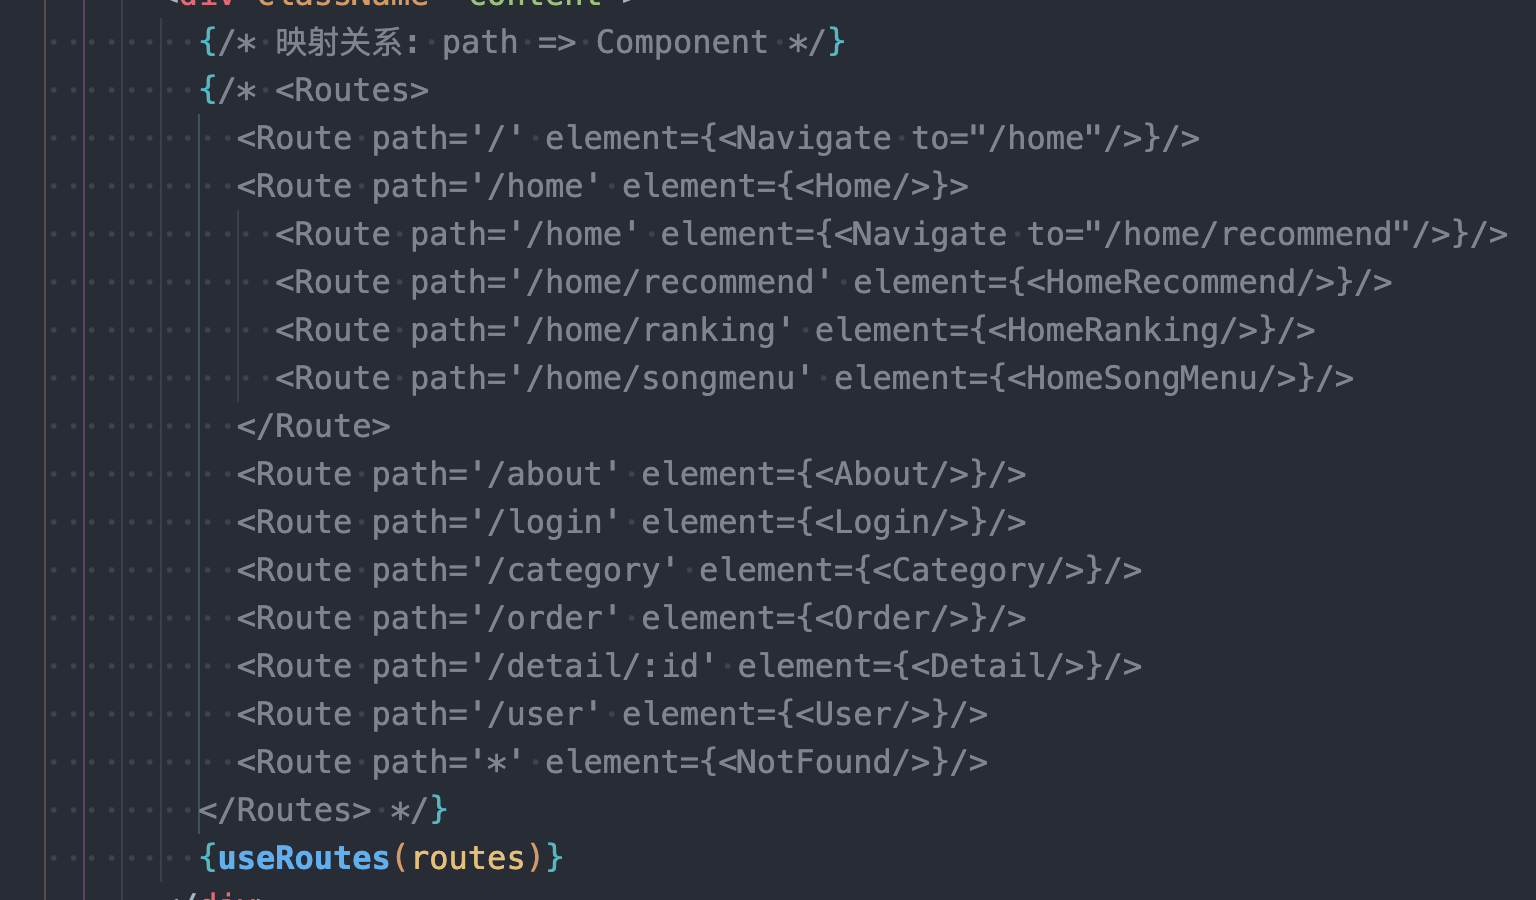 <div className="content">
{/* 映射关系: path => Component */}
{/* <Routes>
<Route path='/' element={<Navigate to="/home"/>}/>
<Route path='/home' element={<Home/>}>
<Route path='/home' element={<Navigate to="/home/recommend"/>}/>
<Route path='/home/recommend' element={<HomeRecommend/>}/>
<Route path='/home/ranking' element={<HomeRanking/>}/>
<Route path='/home/songmenu' element={<HomeSongMenu/>}/>
</Route>
<Route path='/about' element={<About/>}/>
<Route path='/login' element={<Login/>}/>
<Route path='/category' element={<Category/>}/>
<Route path='/order' element={<Order/>}/>
<Route path='/detail/:id' element={<Detail/>}/>
<Route path='/user' element={<User/>}/>
<Route path='*' element={<NotFound/>}/>
</Routes> */}
{useRoutes(routes)}
</div>